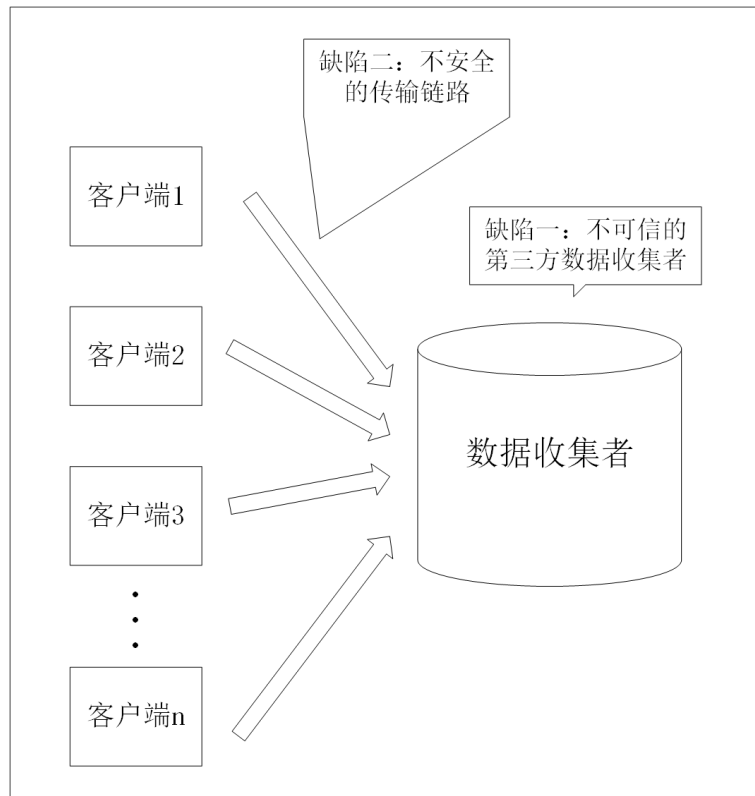 缺陷二：不安全
的传输链路
客户端1
缺陷一：不可信的
第三方数据收集者
客户端2
数据收集者
客户端3
客户端n